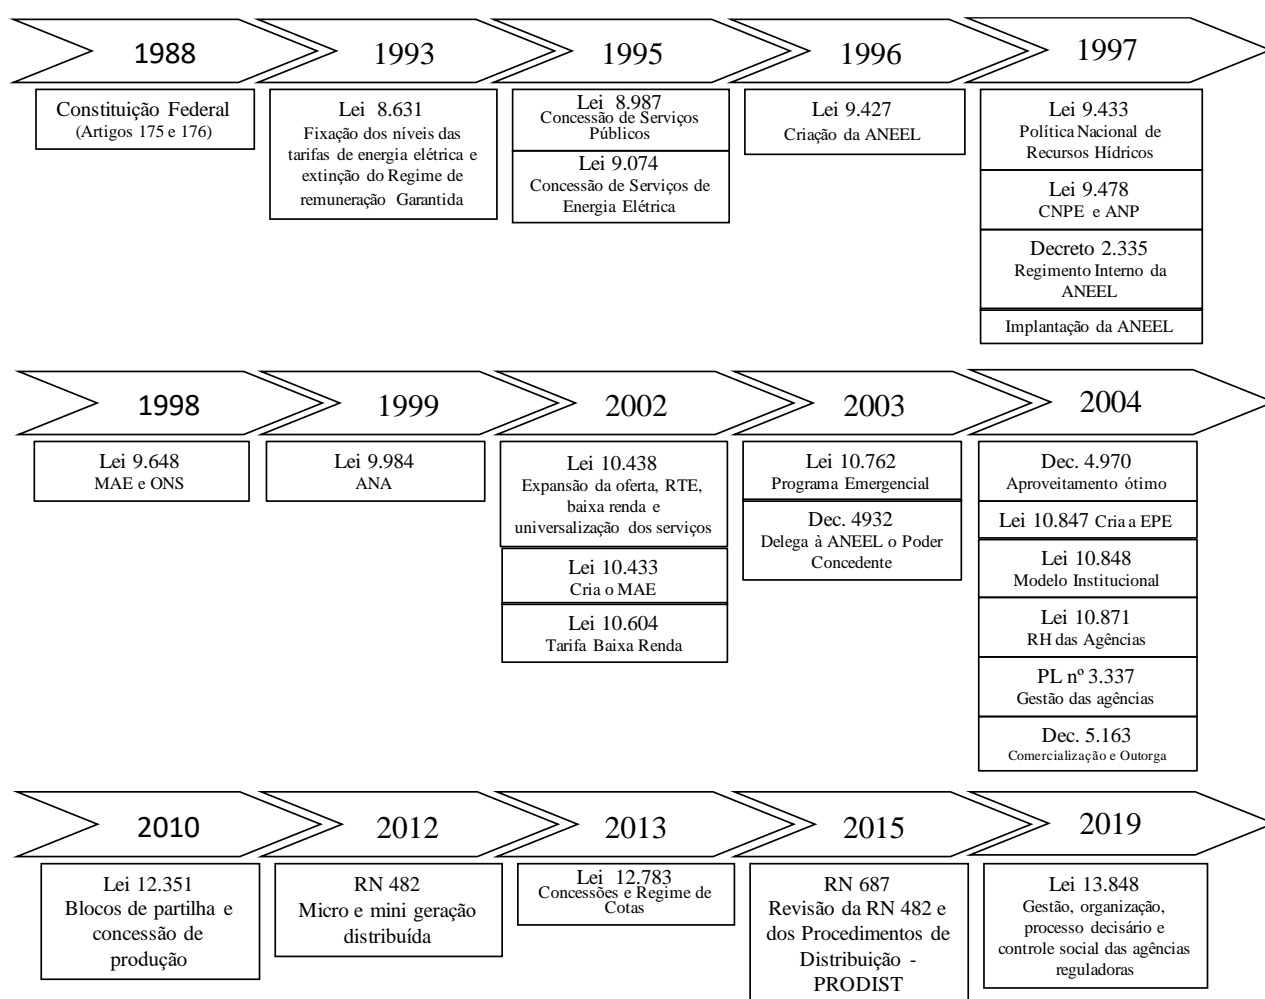 1988
1993
1995
1996
1997
Constituição Federal
(Artigos 175 e 176)
Lei 8.631
Fixação dos níveis das
tarifas de energia elétrica e
extinção do Regime de
remuneração Garantida
Lei 8.987
Concessão de Serviços
Públicos
Lei 9.074
Concessão de Serviços de
Energia Elétrica
Lei 9.427
Criação da ANEEL
Lei 9.433
Política Nacional de
Recursos Hídricos
Lei 9.478
CNPE e ANP
Decreto 2.335
Regimento Interno da
ANEEL
Implantação da ANEEL
1998
1999
2002
2003
2004
Lei 9.648
MAE e ONS
Lei 9.984
ANA
Lei 10.438
Expansão da oferta, RTE,
baixa renda e
universalização dos serviços
Lei 10.433
Cria o MAE
Lei 10.604
Tarifa Baixa Renda
Lei 10.762
Programa Emergencial
Dec. 4932
Delega à ANEEL o Poder
Concedente
Dec. 4.970
Aproveitamento ótimo
Lei 10.847 Cria a EPE
Lei 10.848
Modelo Institucional
Lei 10.871
RH das Agências
PL nº 3.337
Gestão das agências
Dec. 5.163
Comercialização e Outorga
2010
2012
2013
2015
2019
Lei 12.351
Blocos de partilha e
concessão de
produção
RN 482
Micro e mini geração
distribuída
Lei 12.783
Concessões e Regime de
Cotas
RN 687
Revisão da RN 482 e
dos Procedimentos de
Distribuição -
PRODIST
Lei 13.848
Gestão, organização,
processo decisário e
controle social das agências
reguladoras